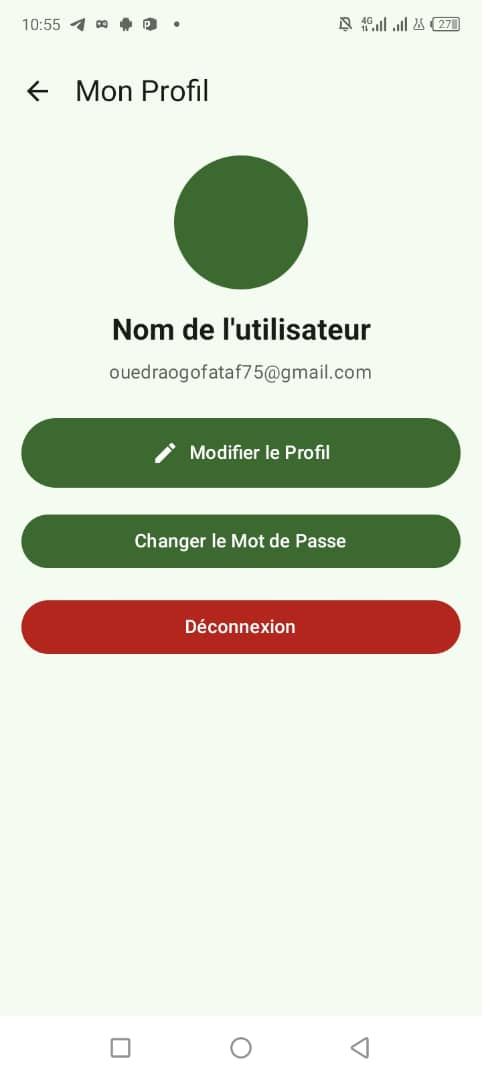 10:55 4G 27
Mon Profil
Nom de l'utilisateur
ouedraogofataf75@gmail.com
Modifier le Profil
Changer le Mot de Passe
Déconnexion